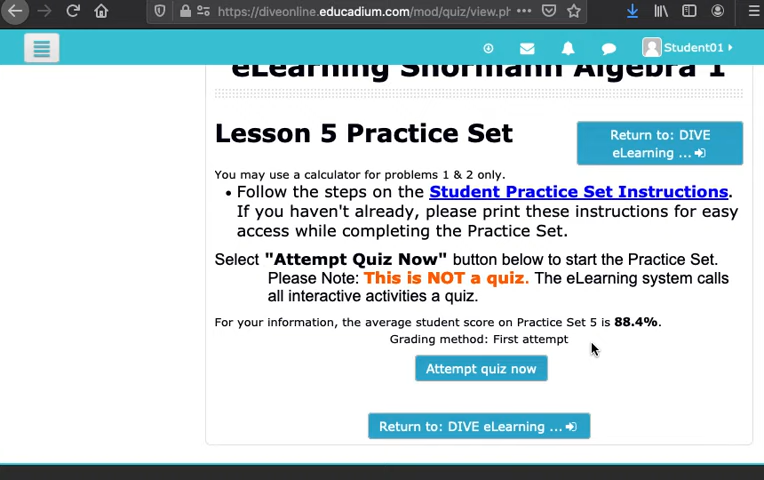 https://diveonline.educadium.com/mod/quiz/view.ph
Student01
eLearning Shormann Algebra 1
Lesson 5 Practice Set
Return to: DIVE
eLearning ...
You may use a calculator for problems 1 & 2 only.
• Follow the steps on the Student Practice Set Instructions.
If you haven't already, please print these instructions for easy
access while completing the Practice Set.
Select "Attempt Quiz Now" button below to start the Practice Set.
Please Note: This is NOT a quiz. The eLearning system calls
all interactive activities a quiz.
For your information, the average student score on Practice Set 5 is 88.4%.
Grading method: First attempt
Attempt quiz now
Return to: DIVE eLearning ...